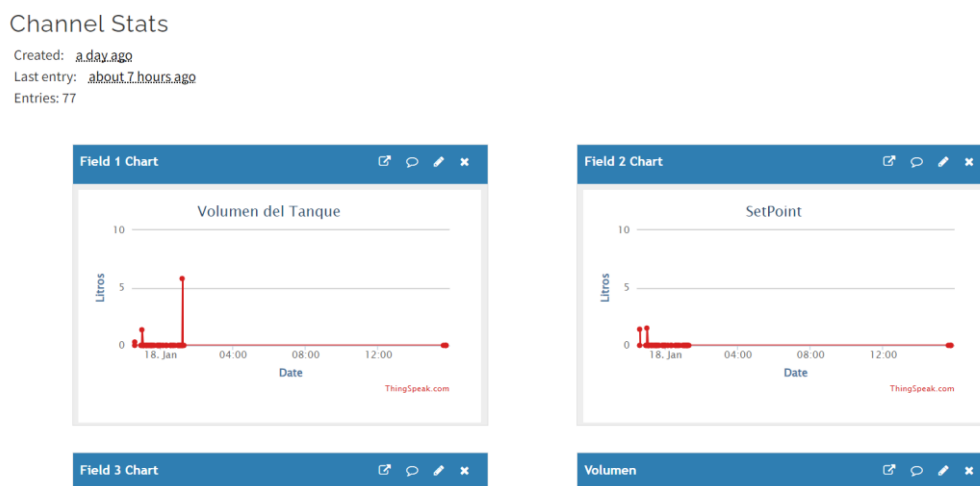 Channel Stats
Created: a day ago
Last entry: about 7 hours ago
Entries: 77
Field 1 Chart
Volumen del Tanque
10
5
0
Litros
18. Jan
04:00
08:00
12:00
Date
ThingSpeak.com
Field 2 Chart
SetPoint
10
5
0
Litros
18. Jan
04:00
08:00
12:00
Date
ThingSpeak.com
Field 3 Chart
Volumen